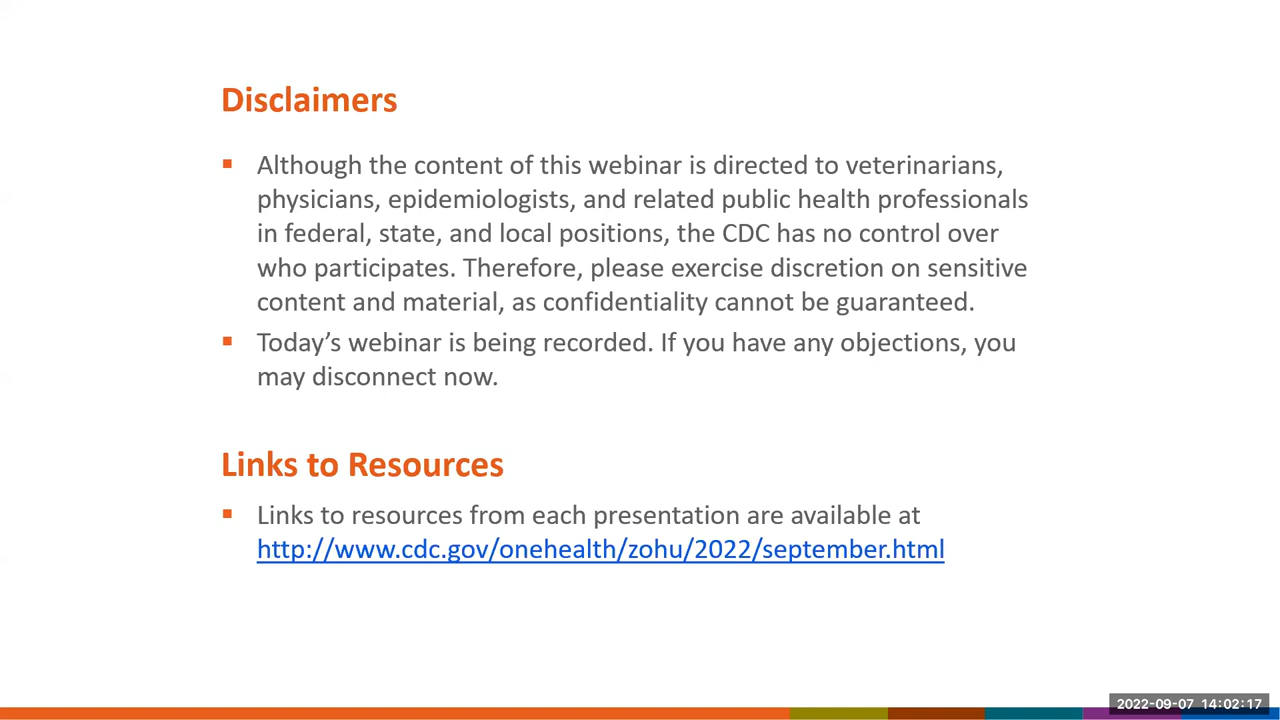 Disclaimers
Although the content of this webinar is directed to veterinarians,
physicians, epidemiologists, and related public health professionals
in federal, state, and local positions, the CDC has no control over
who participates. Therefore, please exercise discretion on sensitive
content and material, as confidentiality cannot be guaranteed.
Today’s webinar is being recorded. If you have any objections, you
may disconnect now.
Links to Resources
Links to resources from each presentation are available at
http://www.cdc.gov/onehealth/zohu/2022/september.html
2022-09-07 14:02:17